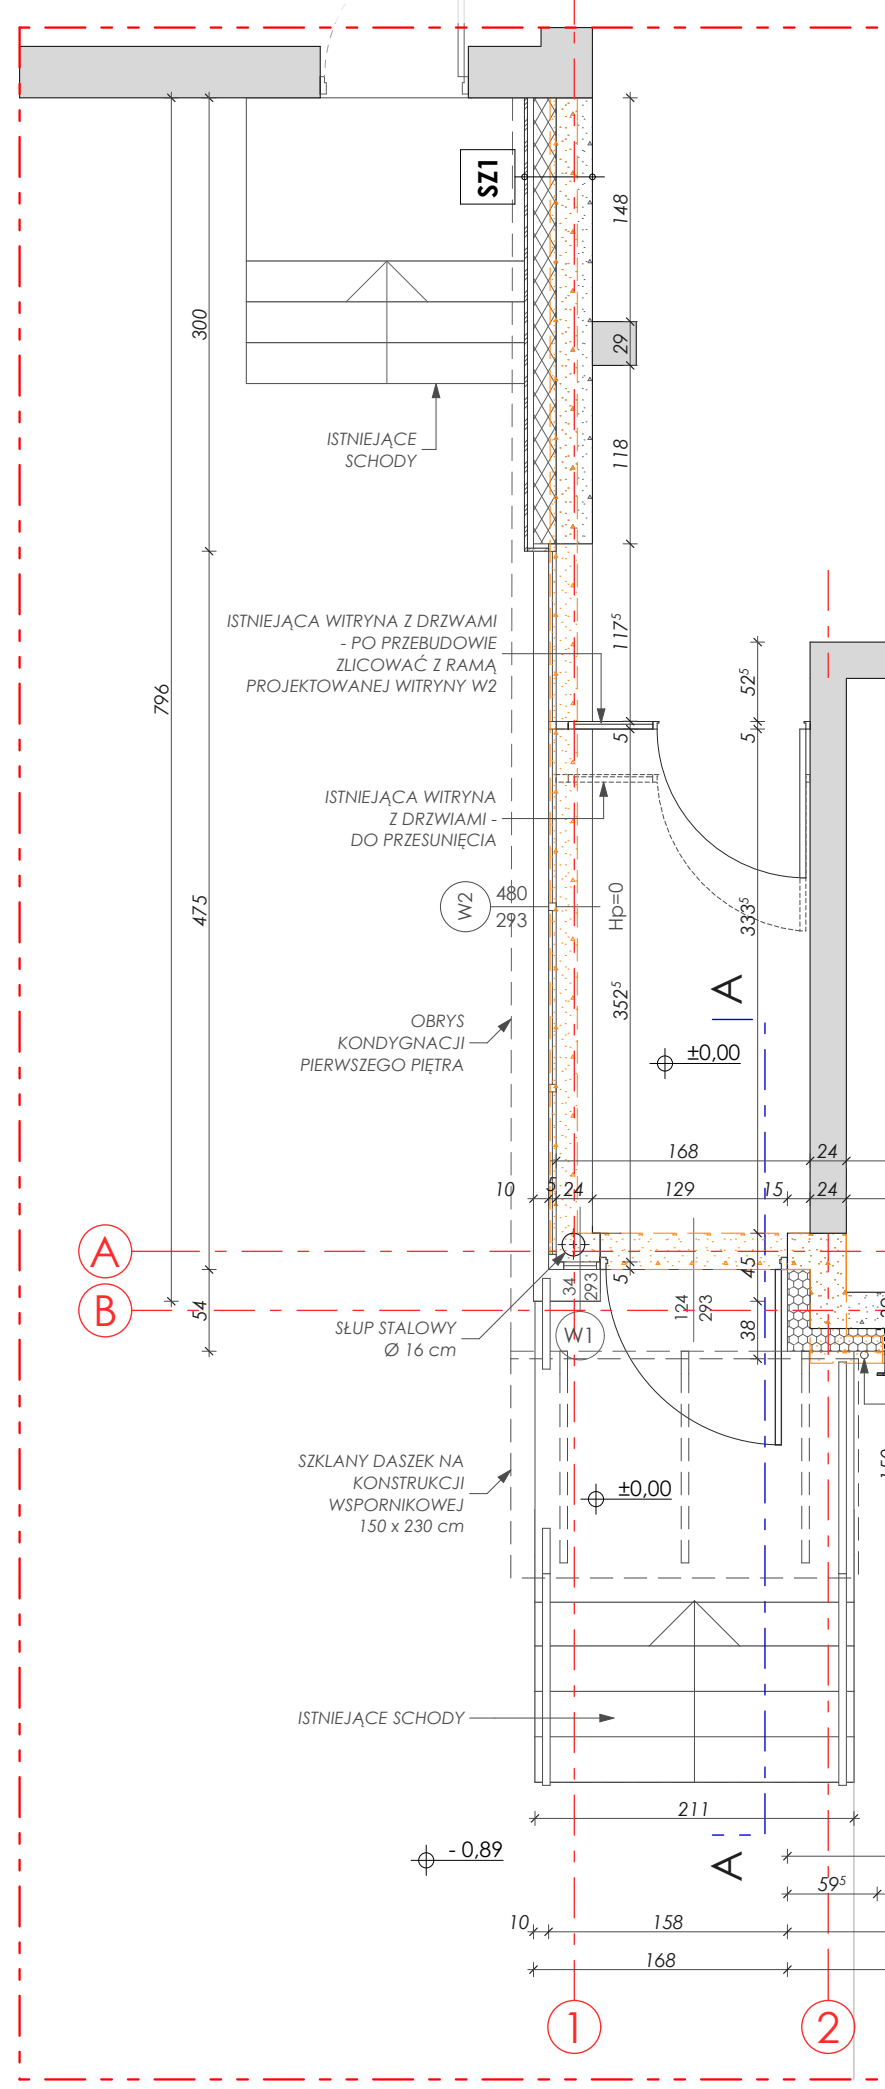 SZ1
148
300
29
ISTNIEJĄCE
SCHODY
118
ISTNIEJĄCA WITRYNA Z DRZWAMI
- PO PRZEBUDOWIE
ZLICOWAĆ Z RAMĄ
PROJEKTOWANEJ WITRYNY W2
117⁵
52⁵
796
5
5
ISTNIEJĄCA WITRYNA
Z DRZWIAMI -
DO PRZESUNIĘCIA
W2
480
293
Hp=0
475
333⁵
352⁵
A
OBRYS
KONDYGNACJI
PIERWSZEGO PIĘTRA
±0,00
168
24
10
5
24
129
15
24
A
45
5
34
293
B
54
124
293
38
SŁUP STALOWY
Ø 16 cm
W1
SZKLANY DASZEK NA
KONSTRUKCJI
WSPORNIKOWEJ
150 x 230 cm
±0,00
ISTNIEJĄCE SCHODY
211
- 0,89
A
59⁵
10
158
168
1
2